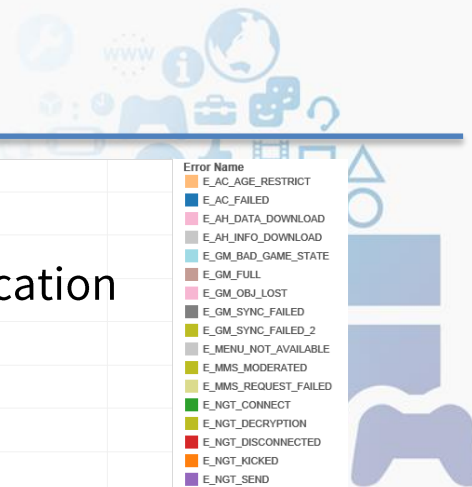 www
Error Name
E_AC_AGE_RESTRICT
E_AC_FAILED
E_AH_DATA_DOWNLOAD
E_AH_INFO_DOWNLOAD
E_GM_BAD_GAME_STATE
cation
E_GM_FULL
E_GM_OBJ_LOST
E_GM_SYNC_FAILED
E_GM_SYNC_FAILED_2
E_MENU_NOT_AVAILABLE
E_MMS_MODERATED
E_MMS_REQUEST_FAILED
E_NGT_CONNECT
E_NGT_DECRYPTION
E_NGT_DISCONNECTED
E_NGT_KICKED
E_NGT_SEND